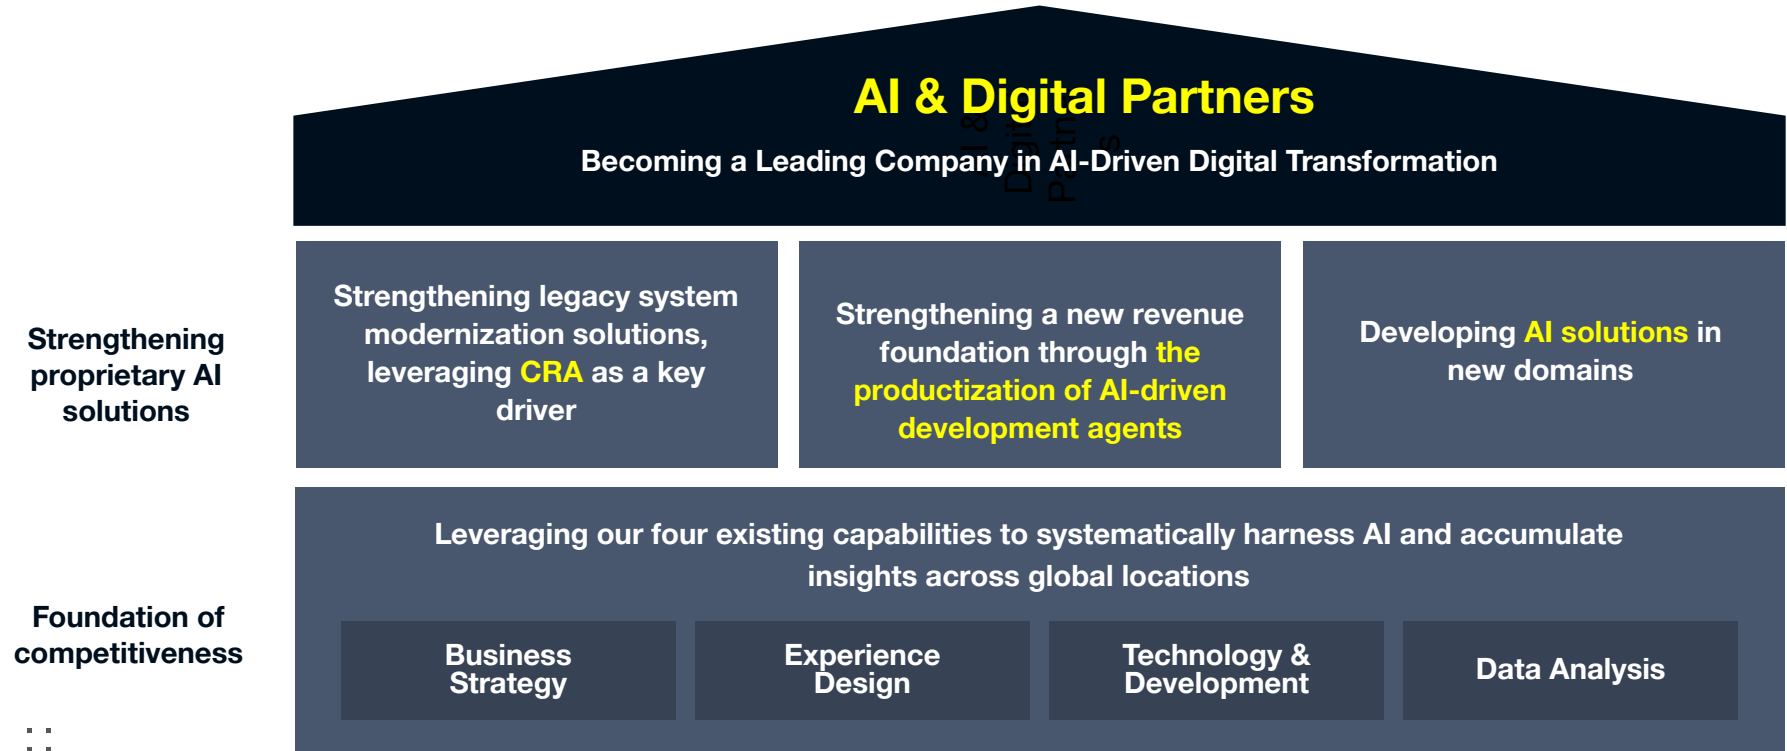 AI & Digital Partners
AI &
Digit
Partn
s
Becoming a Leading Company in AI-Driven Digital Transformation
Strengthening
proprietary AI
solutions
Strengthening legacy system
modernization solutions,
leveraging CRA as a key
driver
Strengthening a new revenue
foundation through the
productization of AI-driven
development agents
Developing AI solutions in
new domains
Foundation of
competitiveness
Leveraging our four existing capabilities to systematically harness AI and accumulate
insights across global locations
Business
Strategy
Experience
Design
Technology &
Development
Data Analysis